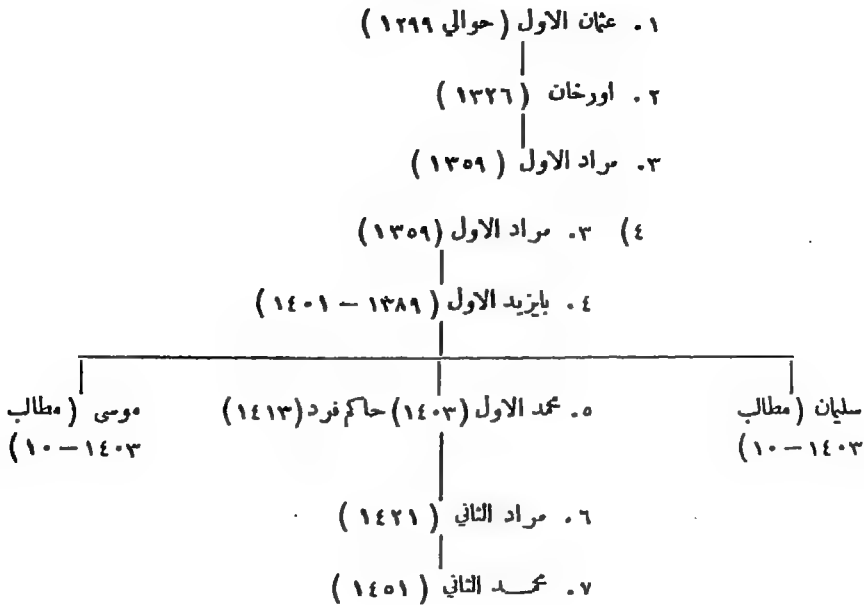 ١. عثمان الاول (حوالي ١٢٩٩)
٢. اورخان (١٣٢٦)
٣. مراد الاول (١٣٥٩)
٤) ٣. مراد الاول (١٣٥٩)
٤. بايزيد الاول (١٣٨٩ – ١٤٠١)
سليمان (مطالب
١٤٠٣ – ١٠)
٥. محمد الاول (١٤٠٣) حاكم فرد (١٤١٣)
موسى (مطالب
١٤٠٣ – ١٠)
٦. مراد الثاني (١٤٢١)
٧. محمد الثاني (١٤٥١)